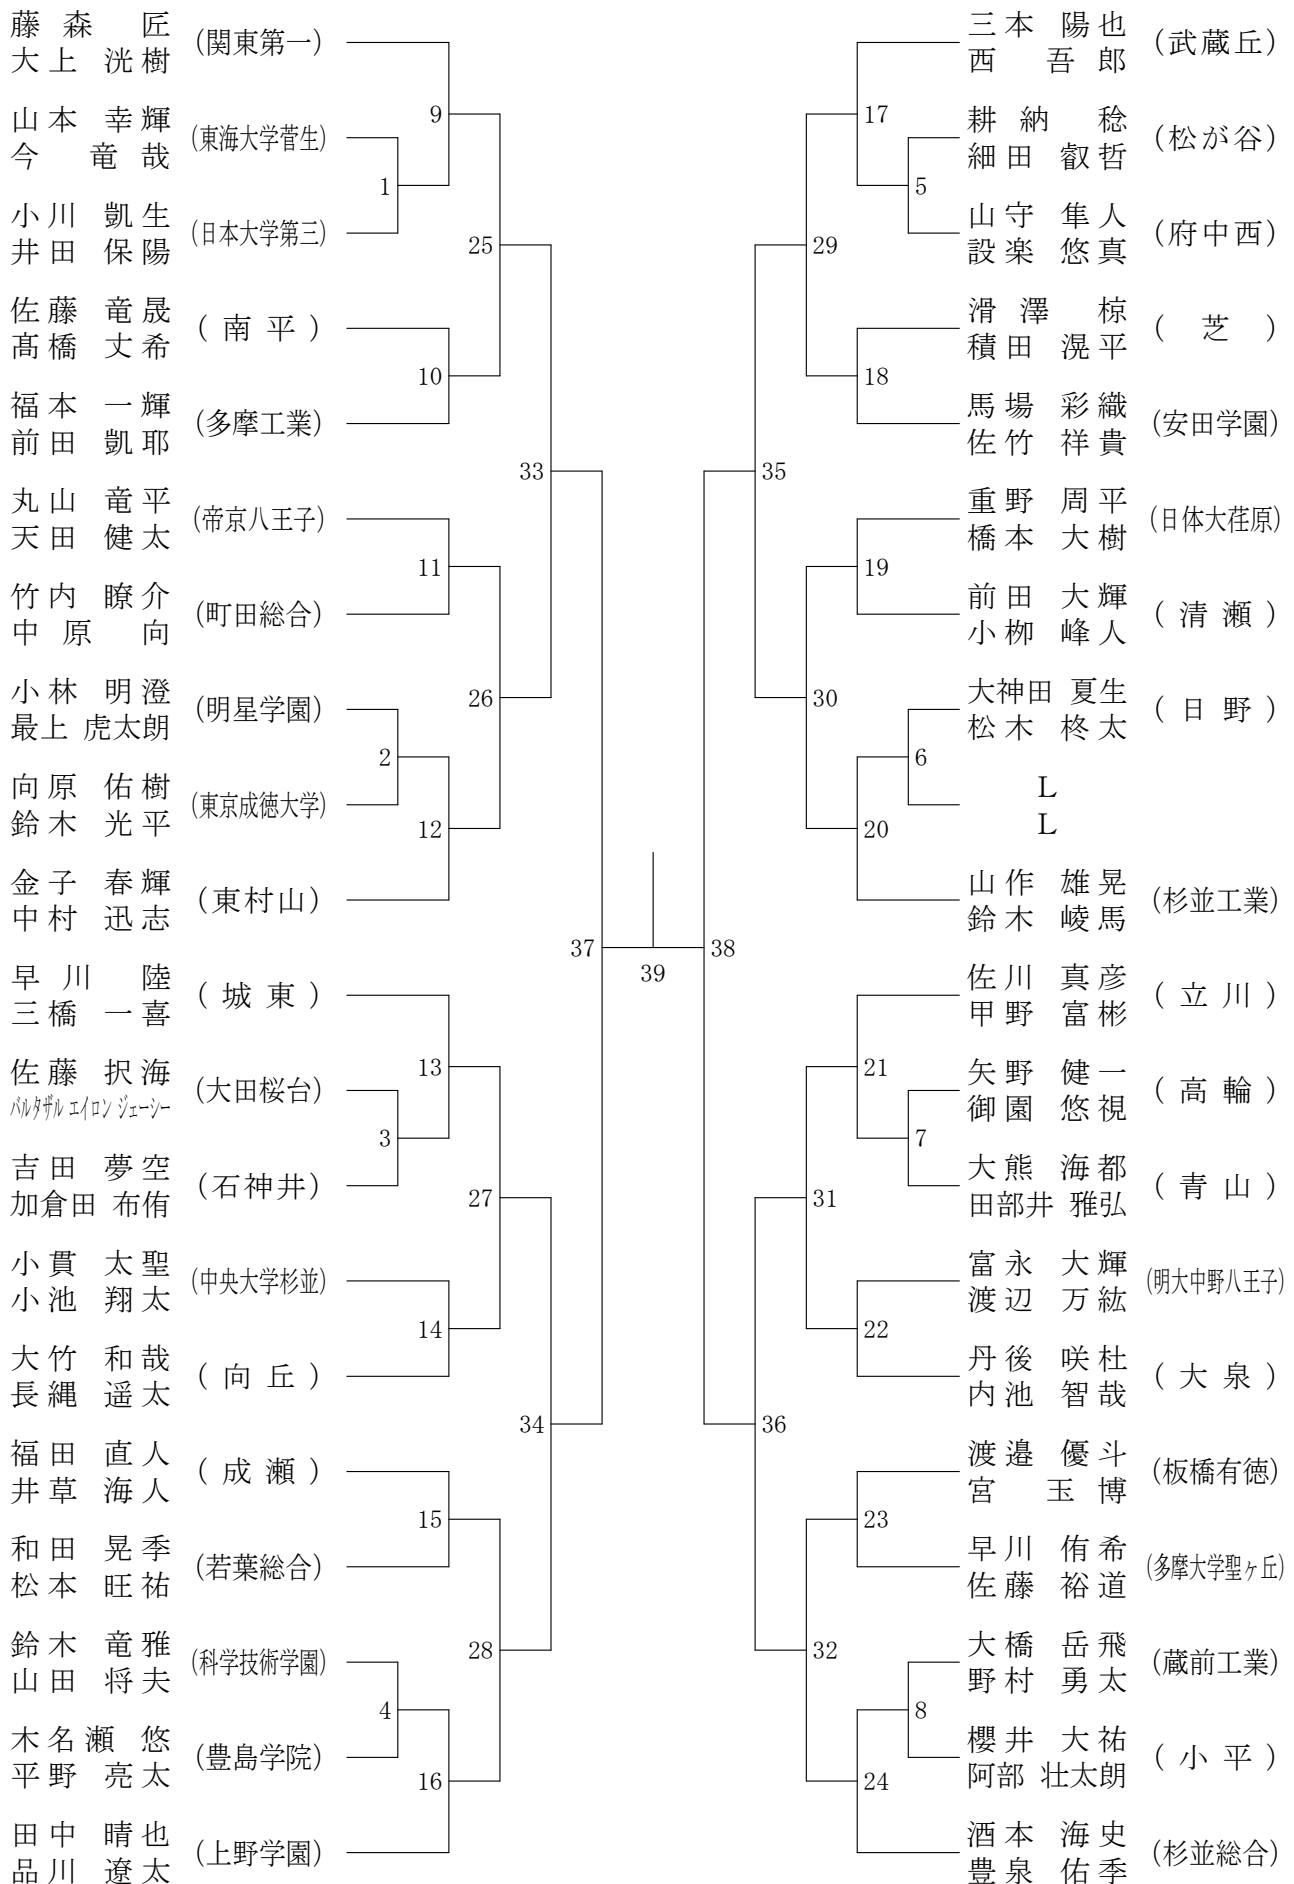 藤森 匠
大上 洸樹
(関東第一)
山本 幸輝
今 竜哉
(東海大学菅生)
小川 凱生
井田 保陽
(日本大学第三)
佐藤 竜晟
髙橋 丈希
(南平)
福本 一輝
前田 凱耶
(多摩工業)
丸山 竜平
天田 健太
(帝京八王子)
竹内 瞭介
中原 向
(町田総合)
小林 明澄
最上 虎太朗
(明星学園)
向原 佑樹
鈴木 光平
(東京成徳大学)
金子 春輝
中村 迅志
(東村山)
早川 陸
三橋 一喜
(城東)
佐藤 択海
バルタザル エイロン ジェーシー
(大田桜台)
吉田 夢空
加倉田 布侑
(石神井)
小貫 太聖
小池 翔太
(中央大学杉並)
大竹 和哉
長縄 遥太
(向丘)
福田 直人
井草 海人
(成瀬)
和田 晃季
松本 旺祐
(若葉総合)
鈴木 竜雅
山田 将夫
(科学技術学園)
木名瀬 悠
平野 亮太
(豊島学院)
田中 晴也
品川 遼太
(上野学園)
1
2
3
4
9
10
11
12
13
14
15
16
25
26
27
28
33
34
37
39
38
35
36
29
30
31
32
17
18
19
20
21
22
23
24
5
6
7
8
三本 陽也
西 吾郎
(武蔵丘)
耕納 稔
細田 叡哲
(松が谷)
山守 隼人
設楽 悠真
(府中西)
滑澤 椋
積田 滉平
(芝)
馬場 彩織
佐竹 祥貴
(安田学園)
重野 周平
橋本 大樹
(日体大荏原)
前田 大輝
小栁 峰人
(清瀬)
大神田 夏生
松木 柊太
(日野)
L
L
山作 雄晃
鈴木 崚馬
(杉並工業)
佐川 真彦
甲野 富彬
(立川)
矢野 健一
御園 悠視
(高輪)
大熊 海都
田部井 雅弘
(青山)
富永 大輝
渡辺 万紘
(明大中野八王子)
丹後 咲杜
内池 智哉
(大泉)
渡邉 優斗
宮 玉博
(板橋有徳)
早川 侑希
佐藤 裕道
(多摩大学聖ヶ丘)
大橋 岳飛
野村 勇太
(蔵前工業)
櫻井 大祐
阿部 壮太朗
(小平)
酒本 海史
豊泉 佑季
(杉並総合)